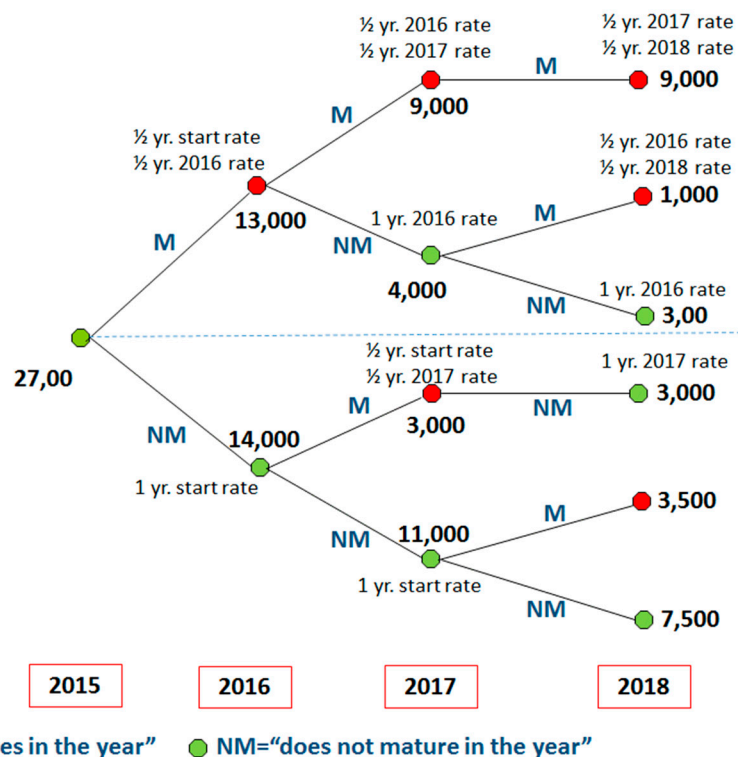 ½ yr. 2016 rate
½ yr. 2017 rate
½ yr. 2017 rate
½ yr. 2018 rate
M
9,000
M
9,000
½ yr. start rate
½ yr. 2016 rate
M
13,000
½ yr. 2016 rate
½ yr. 2018 rate
1 yr. 2016 rate
M
1,000
M
NM
4,000
NM
1 yr. 2016 rate
3,00
27,00
½ yr. start rate
½ yr. 2017 rate
1 yr. 2017 rate
M
3,000
NM
3,000
NM
14,000
1 yr. start rate
NM
11,000
M
3,500
1 yr. start rate
NM
7,500
2015
2016
2017
2018
es in the year”
NM=“does not mature in the year”